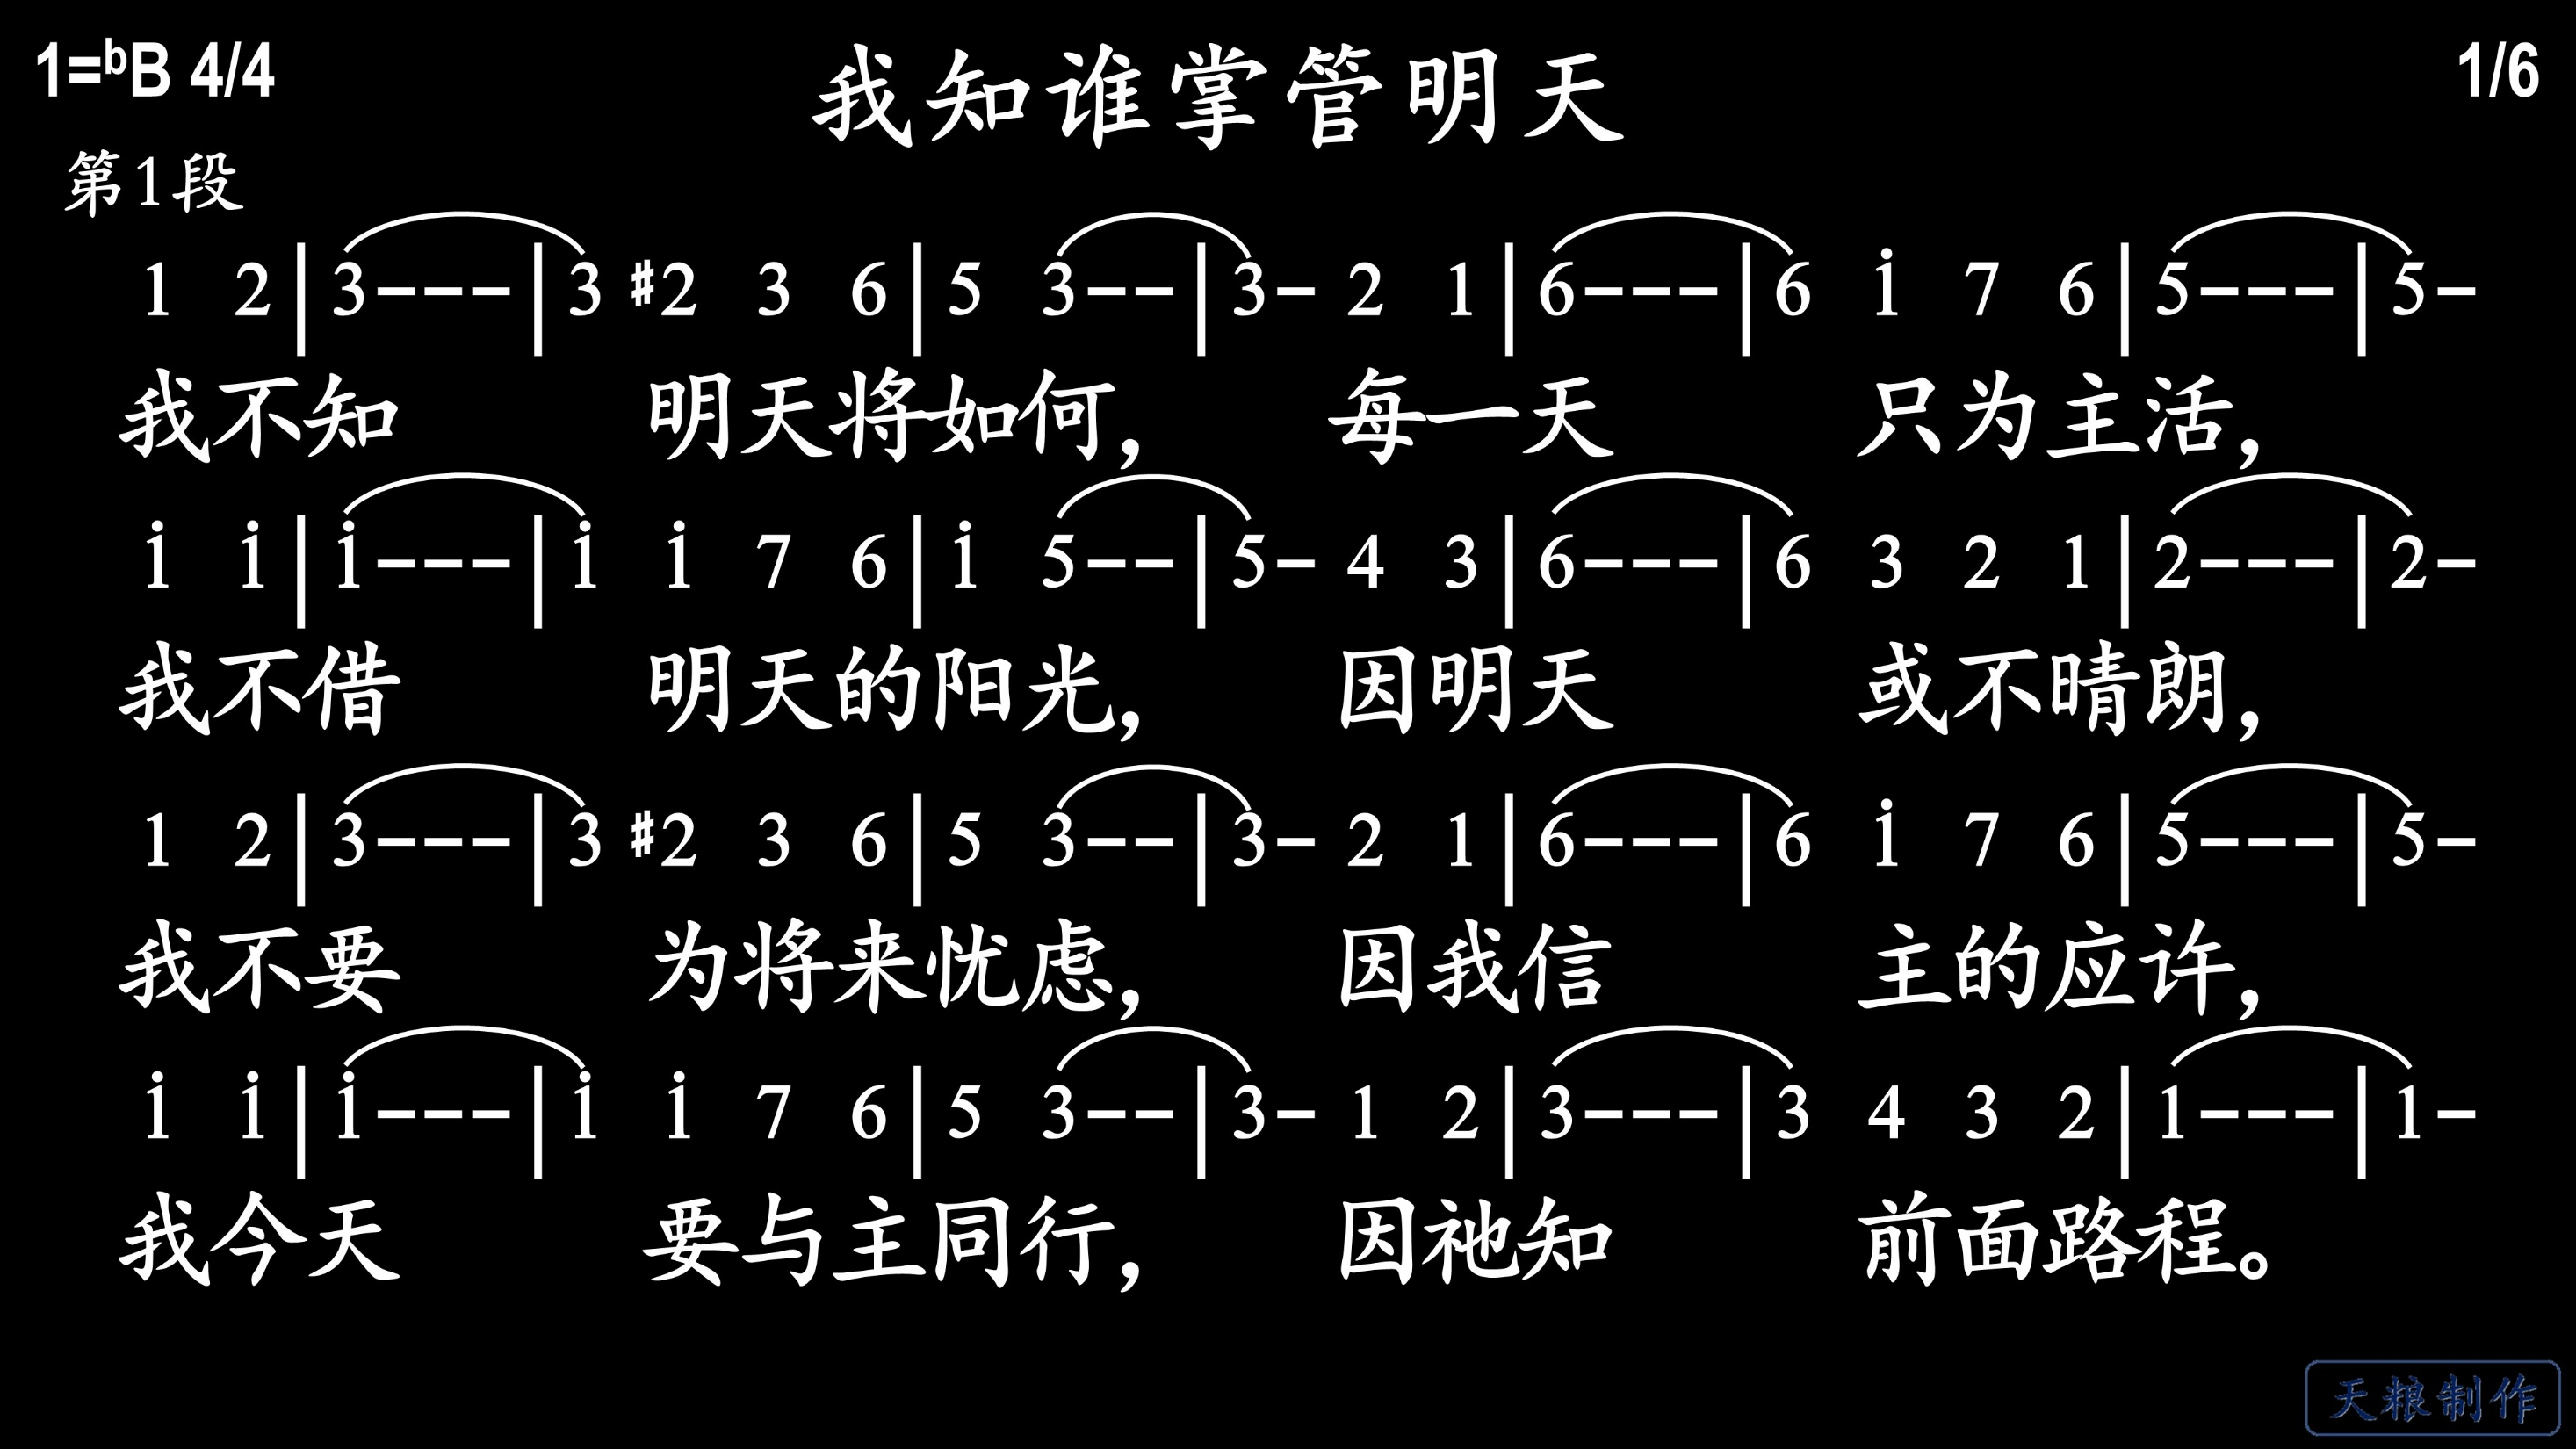 1=ᵇB 4/4 我知谁掌管明天 1/6
第1段
1 2 | 3 - - - | 3 #2 3 6 | 5 3 - - | 3 - 2 1 | 6 - - - | 6 i 7 6 | 5 - - - | 5 -
我不知 明天将如何， 每一天 只为主活，
i i | i - - - | i i 7 6 | i 5 - - | 5 - 4 3 | 6 - - - | 6 3 2 1 | 2 - - - | 2 -
我不借 明天的阳光， 因明天 或不晴朗，
1 2 | 3 - - - | 3 #2 3 6 | 5 3 - - | 3 - 2 1 | 6 - - - | 6 i 7 6 | 5 - - - | 5 -
我不要 为将来忧虑， 因我信 主的应许，
i i | i - - - | i i 7 6 | 5 3 - - | 3 - 1 2 | 3 - - - | 3 4 3 2 | 1 - - - | 1 -
我今天 要与主同行， 因祂知 前面路程。
天粮制作